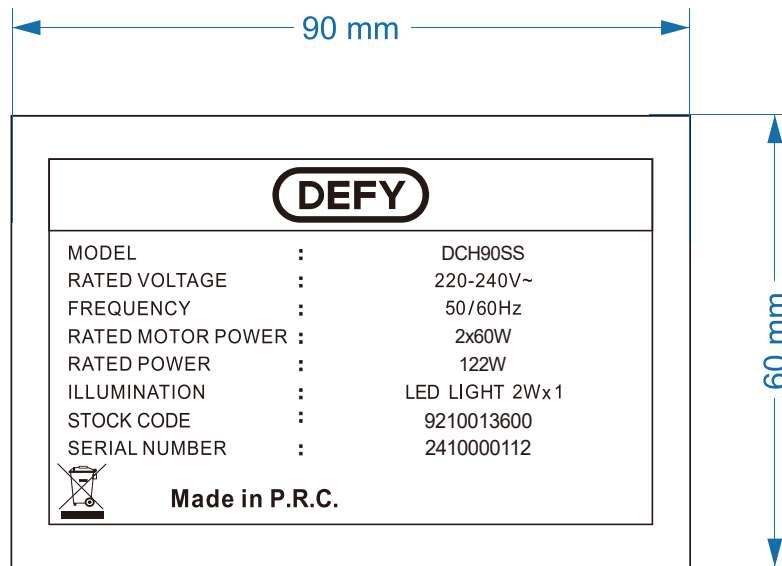 90 mm
DEFY
MODEL : DCH90SS
RATED VOLTAGE : 220-240V~
FREQUENCY : 50/60Hz
RATED MOTOR POWER : 2x60W
RATED POWER : 122W
ILLUMINATION : LED LIGHT 2Wx1
STOCK CODE : 9210013600
SERIAL NUMBER : 2410000112
Made in P.R.C.
60 mm